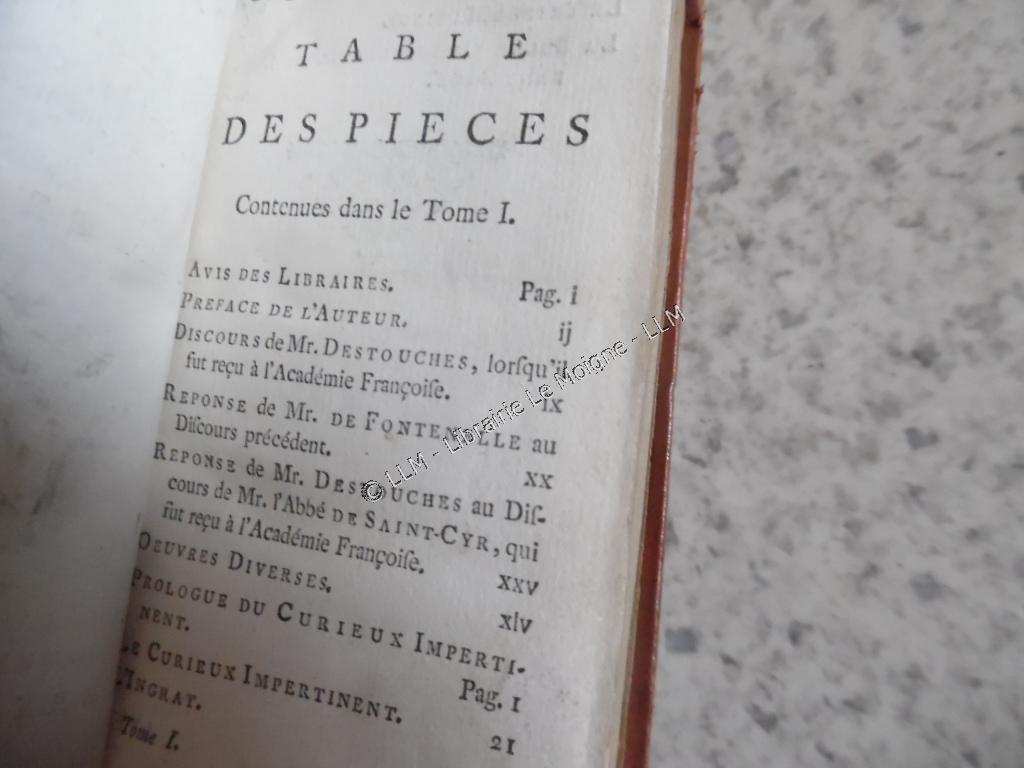 TABLE
DES PIECES
Contenues dans le Tome I.
AVIS DES LIBRAIRES. Pag. i
PREFACE DE L'AUTEUR. ij
DISCOURS de Mr. DESTOUCHES, lorsqu'il
fut reçu à l'Académie Françoiſe. ix
REPONSE de Mr. DE FONTENELLE au
Diſcours précédent. xx
REPONSE de Mr. DESTOUCHES au Diſ-
cours de Mr. l'Abbé DE SAINT-CYR, qui
fut reçu à l'Académie Françoiſe. xxv
OEUVRES DIVERSES. xlv
PROLOGUE DU CURIEUX IMPERTI-
NENT. Pag. 1
LE CURIEUX IMPERTINENT. 21
L'INGRAT.
Tome I.
© LLM - Librairie Le Moigne - LLM